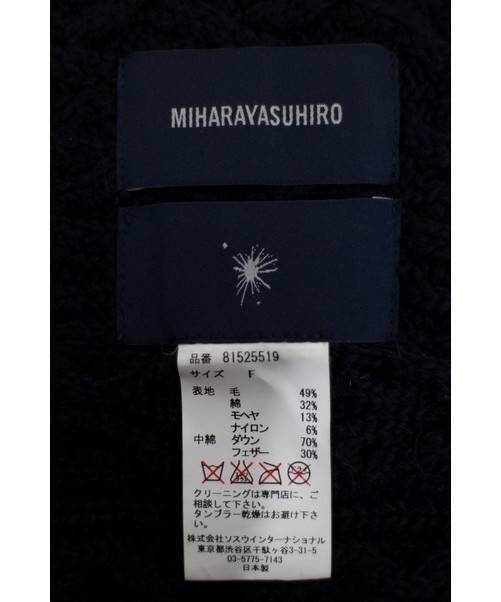 MIHARAYASUHIRO
品番 81525519
サイズ F
表地 毛 49%
綿 32%
モヘヤ 13%
ナイロン 6%
中綿 ダウン 70%
フェザー 30%
クリーニングは専門店に、ご
相談して下さい。
タンブラー乾燥はお避け下さ
い。
株式会社ソスウインターナショナル
東京都渋谷区千駄ヶ谷3-31-5
03-5775-7143
日本製